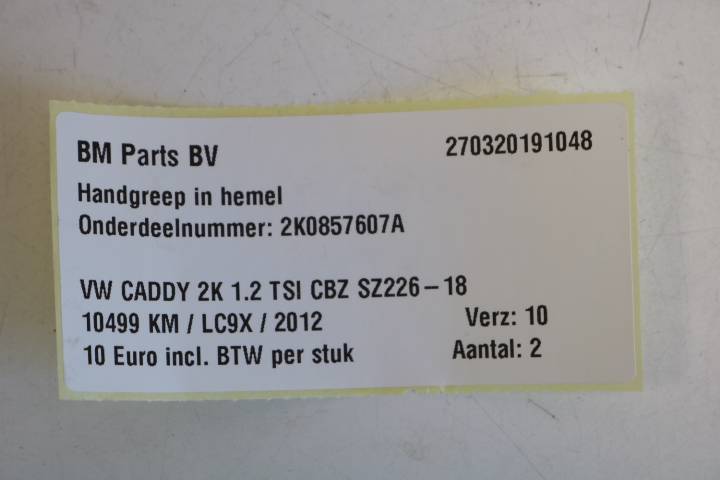 BM Parts BV 270320191048
Handgreep in hemel
Onderdeelnummer: 2K0857607A
VW CADDY 2K 1.2 TSI CBZ SZ226-18
10499 KM / LC9X / 2012 Verz: 10
10 Euro incl. BTW per stuk Aantal: 2